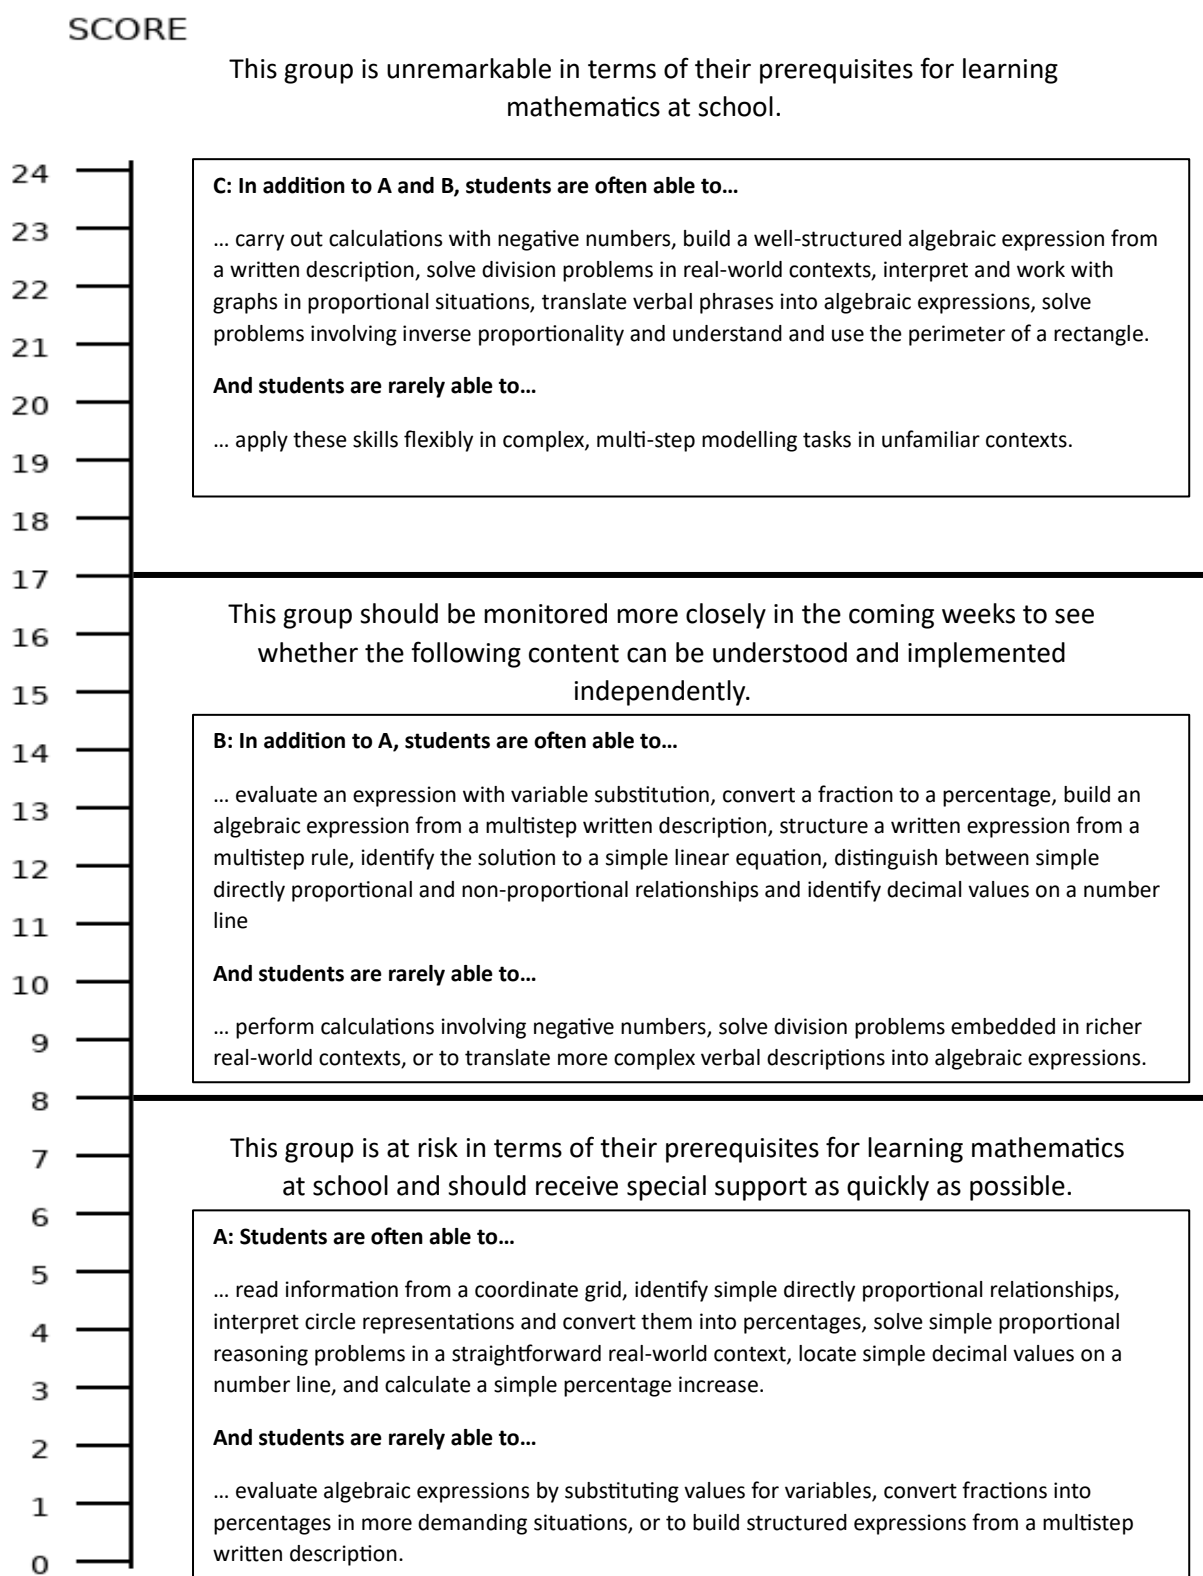 SCORE
This group is unremarkable in terms of their prerequisites for learning
mathematics at school.
24
C: In addition to A and B, students are often able to…
23
… carry out calculations with negative numbers, build a well-structured algebraic expression from
a written description, solve division problems in real-world contexts, interpret and work with
22
graphs in proportional situations, translate verbal phrases into algebraic expressions, solve
problems involving inverse proportionality and understand and use the perimeter of a rectangle.
21
And students are rarely able to…
20
… apply these skills flexibly in complex, multi-step modelling tasks in unfamiliar contexts.
19
18
17
This group should be monitored more closely in the coming weeks to see
16
whether the following content can be understood and implemented
independently.
15
B: In addition to A, students are often able to…
14
… evaluate an expression with variable substitution, convert a fraction to a percentage, build an
13
algebraic expression from a multistep written description, structure a written expression from a
multistep rule, identify the solution to a simple linear equation, distinguish between simple
12
directly proportional and non-proportional relationships and identify decimal values on a number
line
11
And students are rarely able to…
10
… perform calculations involving negative numbers, solve division problems embedded in richer
9
real-world contexts, or to translate more complex verbal descriptions into algebraic expressions.
8
This group is at risk in terms of their prerequisites for learning mathematics
7
at school and should receive special support as quickly as possible.
6
A: Students are often able to…
5
… read information from a coordinate grid, identify simple directly proportional relationships,
interpret circle representations and convert them into percentages, solve simple proportional
4
reasoning problems in a straightforward real-world context, locate simple decimal values on a
number line, and calculate a simple percentage increase.
3
And students are rarely able to…
2
… evaluate algebraic expressions by substituting values for variables, convert fractions into
1
percentages in more demanding situations, or to build structured expressions from a multistep
written description.
0